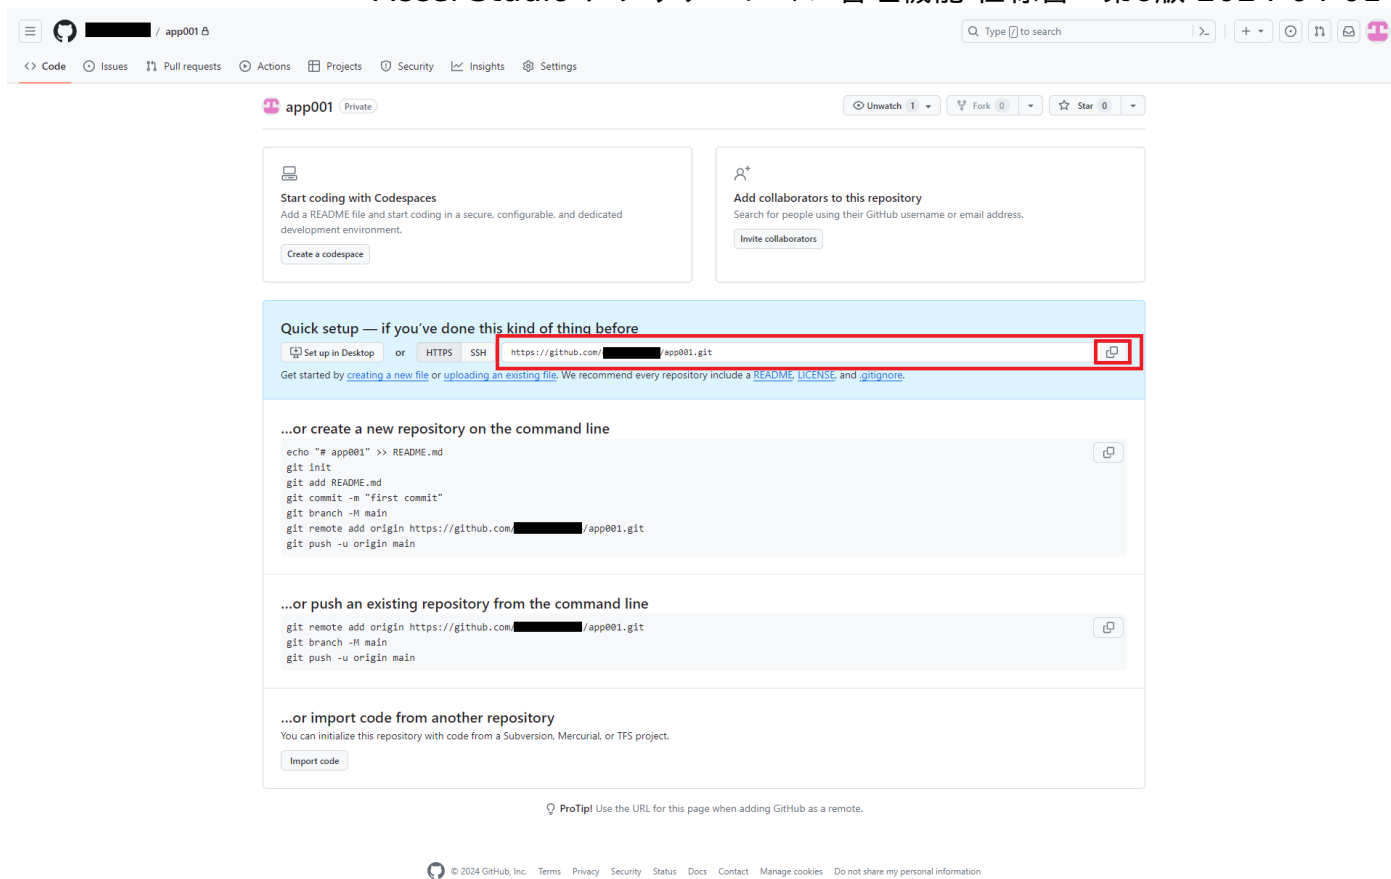 / app001
Type / to search
Code Issues Pull requests Actions Projects Security Insights Settings
app001 Private
Unwatch 1 Fork 0 Star 0
Start coding with Codespaces
Add a README file and start coding in a secure, configurable, and dedicated
development environment.
Create a codespace
Add collaborators to this repository
Search for people using their GitHub username or email address.
Invite collaborators
Quick setup — if you've done this kind of thing before
Set up in Desktop or HTTPS SSH https://github.com/ /app001.git
Get started by creating a new file or uploading an existing file. We recommend every repository include a README, LICENSE, and .gitignore.
...or create a new repository on the command line
echo "# app001" >> README.md
git init
git add README.md
git commit -m "first commit"
git branch -M main
git remote add origin https://github.com/ /app001.git
git push -u origin main
...or push an existing repository from the command line
git remote add origin https://github.com/ /app001.git
git branch -M main
git push -u origin main
...or import code from another repository
You can initialize this repository with code from a Subversion, Mercurial, or TFS project.
Import code
ProTip! Use the URL for this page when adding GitHub as a remote.
© 2024 GitHub, Inc. Terms Privacy Security Status Docs Contact Manage cookies Do not share my personal information